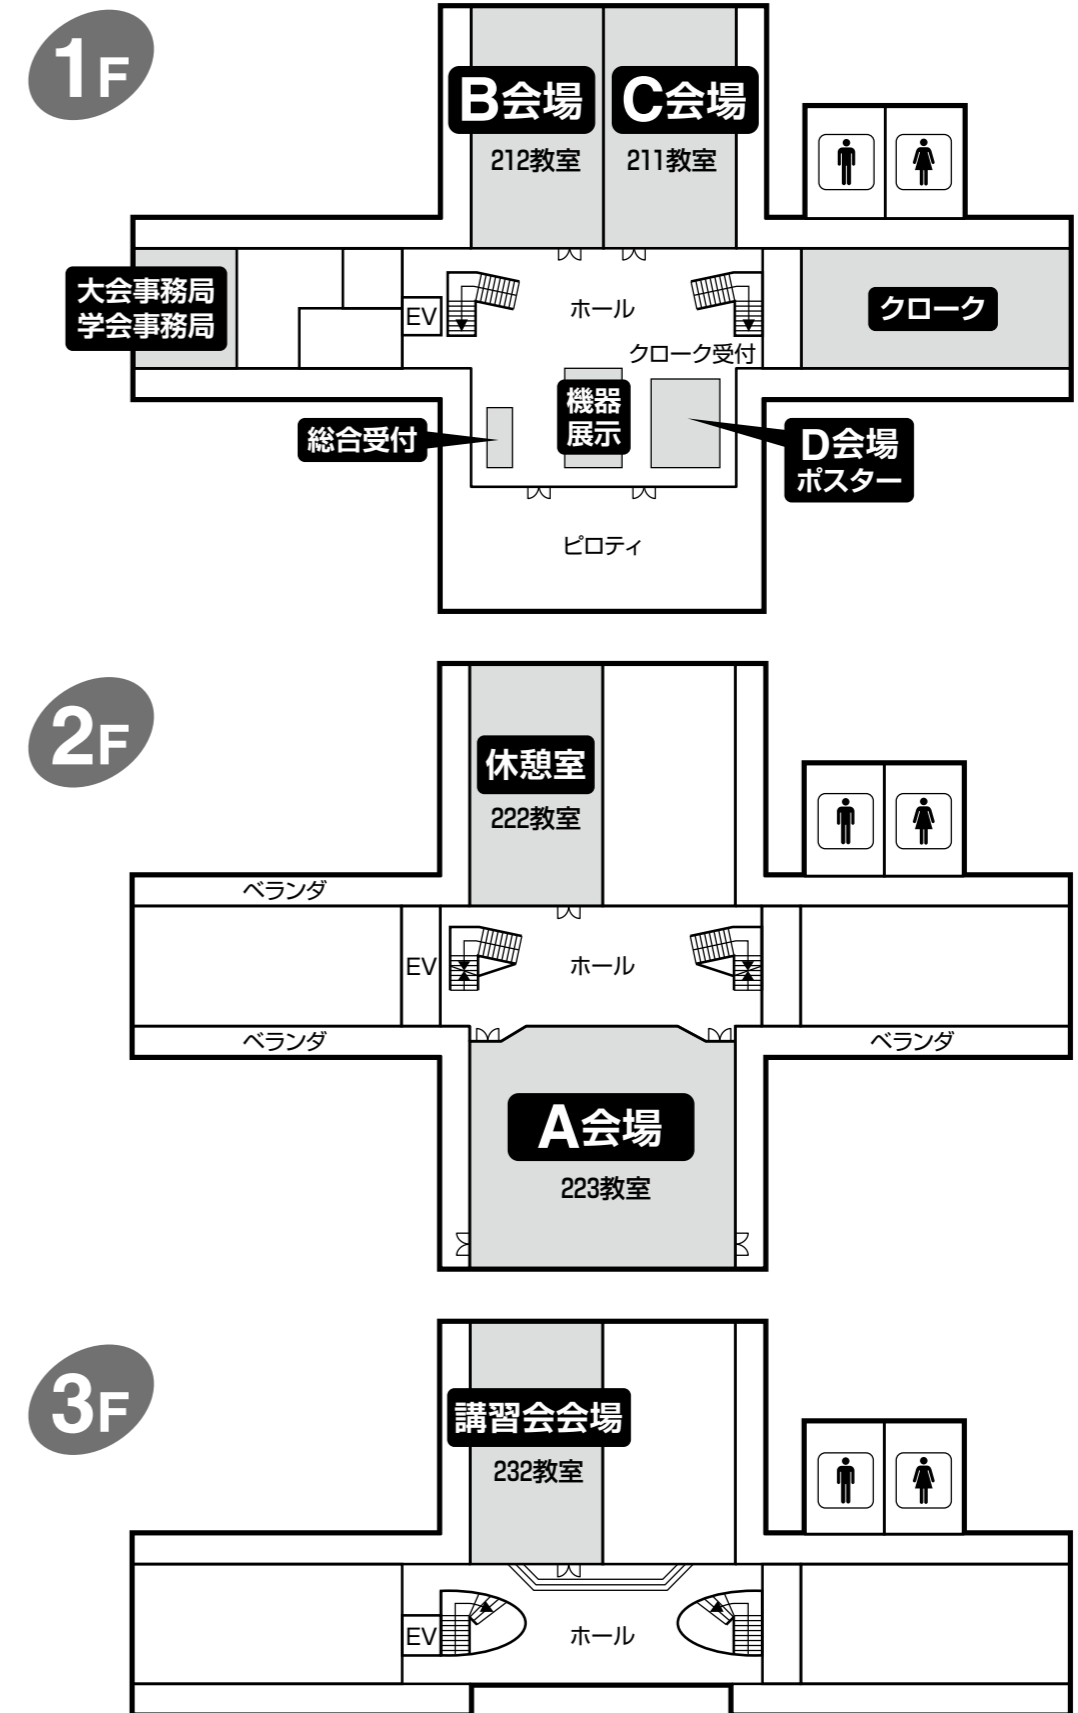 1F
B会場
212教室
C会場
211教室
大会事務局
学会事務局
EV
ホール
クローク
クローク受付
機器
展示
総合受付
D会場
ポスター
ピロティ
2F
休憩室
222教室
ベランダ
EV
ホール
ベランダ
ベランダ
A会場
223教室
3F
講習会会場
232教室
EV
ホール